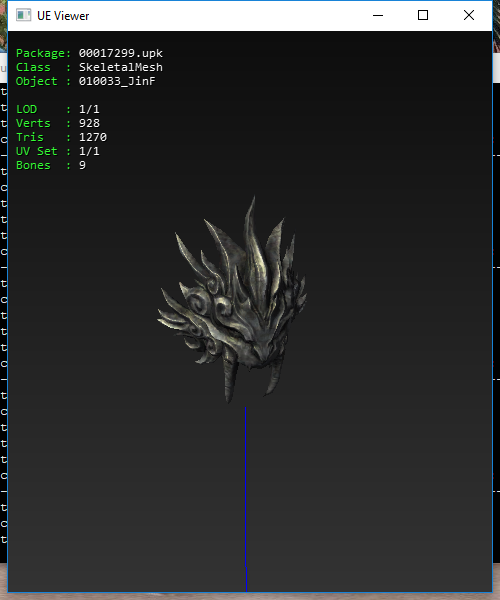 UE Viewer
Package: 00017299.upk
Class  : SkeletalMesh
Object : 010033_JinF
LOD    : 1/1
Verts  : 928
Tris   : 1270
UV Set : 1/1
Bones  : 9